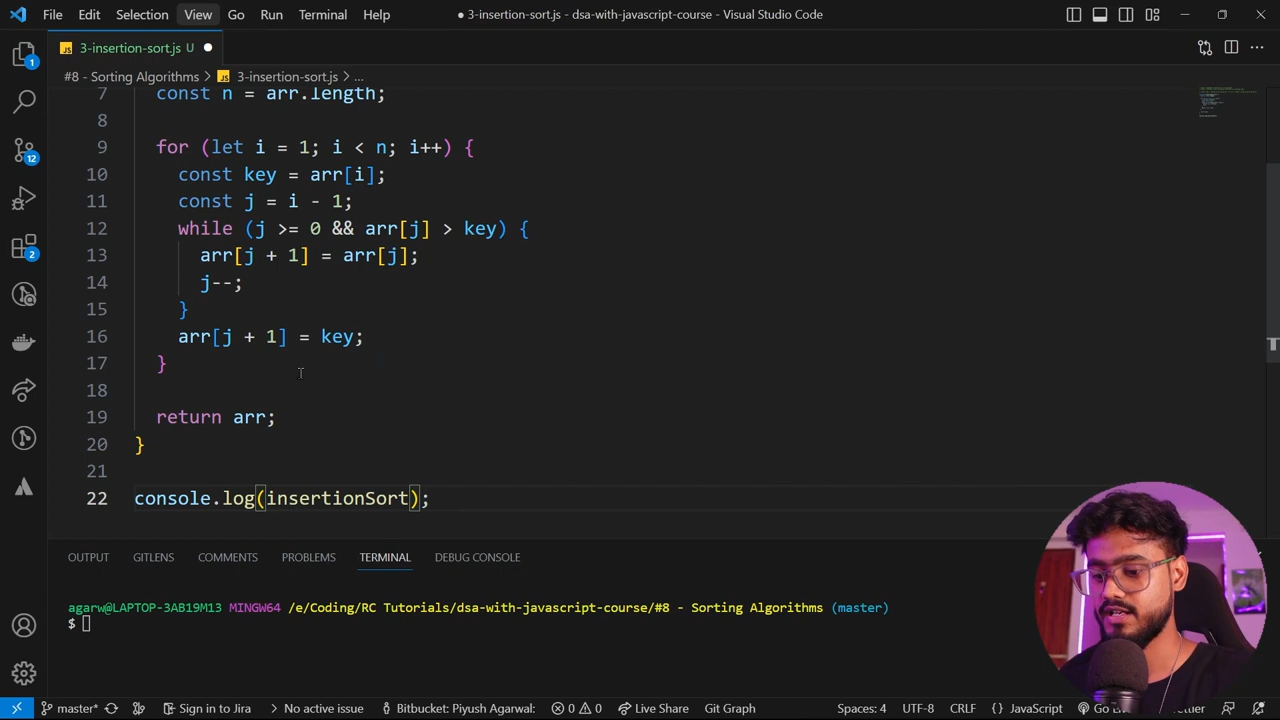 File Edit Selection View Go Run Terminal Help 3-insertion-sort.js - dsa-with-javascript-course - Visual Studio Code
JS 3-insertion-sort.js U
#8 - Sorting Algorithms > JS 3-insertion-sort.js > ...
7 const n = arr.length;
8
9 for (let i = 1; i < n; i++) {
10 const key = arr[i];
11 const j = i - 1;
12 while (j >= 0 && arr[j] > key) {
13 arr[j + 1] = arr[j];
14 j--;
15 }
16 arr[j + 1] = key;
17 }
18
19 return arr;
20 }
21
22 console.log(insertionSort);
1
12
2
OUTPUT GITLENS COMMENTS PROBLEMS TERMINAL DEBUG CONSOLE
agarw@LAPTOP-3AB19M13 MINGW64 /e/Coding/RC Tutorials/dsa-with-javascript-course/#8 - Sorting Algorithms (master)
$
master* Sign in to Jira No active issue Bitbucket: Piyush Agarwal: 0 0 Live Share Git Graph Spaces: 4 UTF-8 CRLF {} JavaScript Go